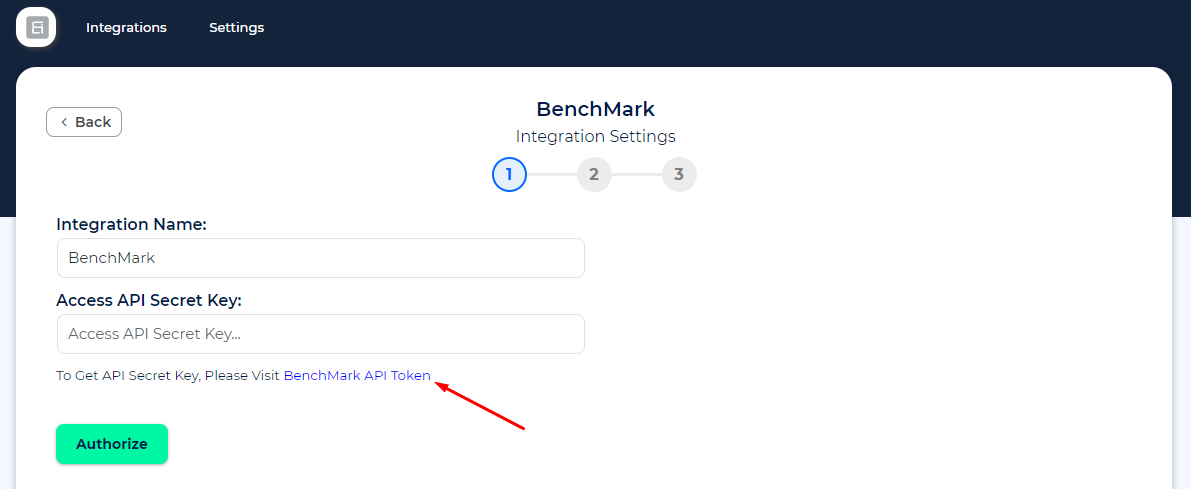 Integrations Settings
Back
BenchMark
Integration Settings
1 2 3
Integration Name:
BenchMark
Access API Secret Key:
Access API Secret Key...
To Get API Secret Key, Please Visit BenchMark API Token
Authorize